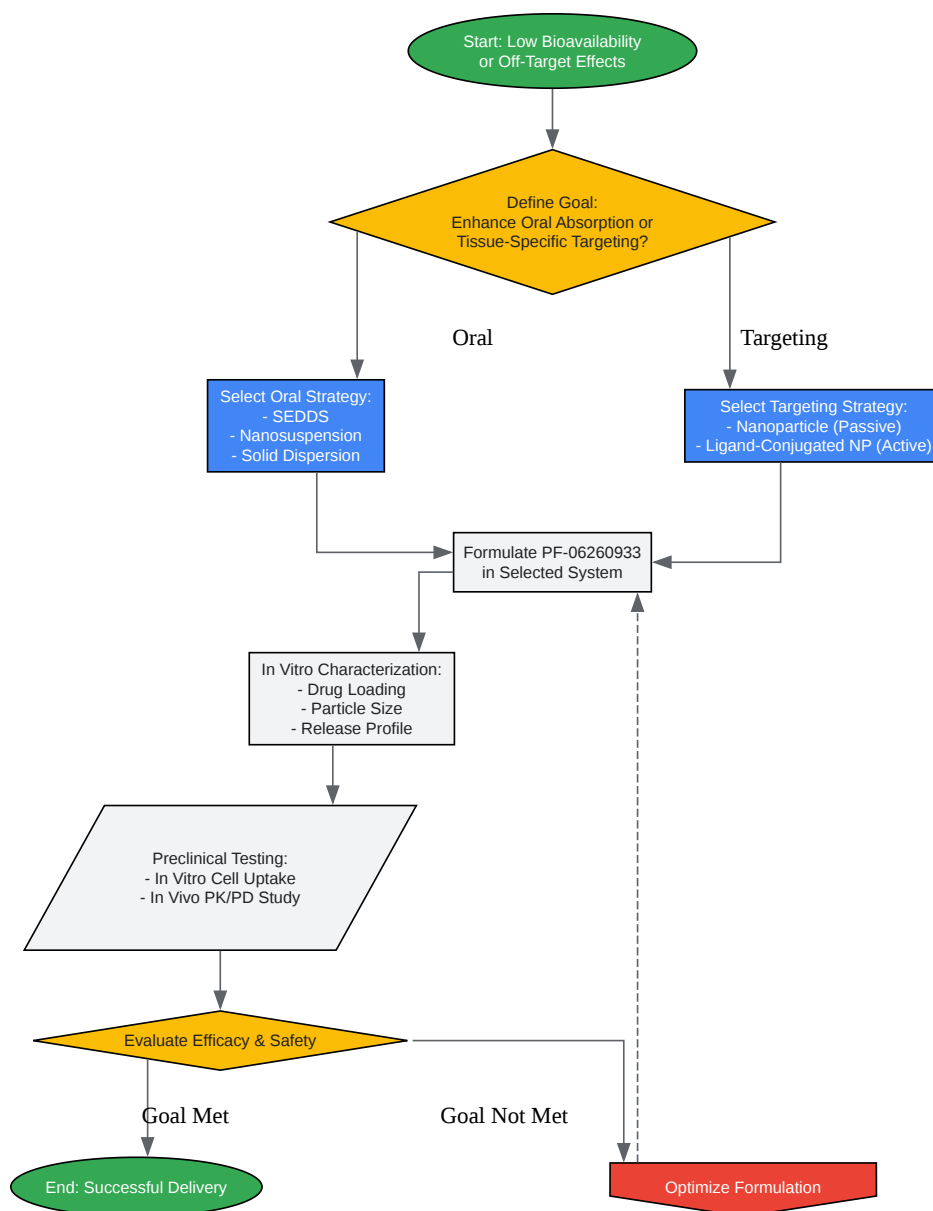 Start: Low Bioavailability
or Off-Target Effects
Define Goal:
Enhance Oral Absorption or
Tissue-Specific Targeting?
Oral
Targeting
Select Oral Strategy:
- SEDDS
- Nanosuspension
- Solid Dispersion
Select Targeting Strategy:
- Nanoparticle (Passive)
- Ligand-Conjugated NP (Active)
Formulate PF-06260933
in Selected System
In Vitro Characterization:
- Drug Loading
- Particle Size
- Release Profile
Preclinical Testing:
- In Vitro Cell Uptake
- In Vivo PK/PD Study
Evaluate Efficacy & Safety
Goal Met
Goal Not Met
End: Successful Delivery
Optimize Formulation